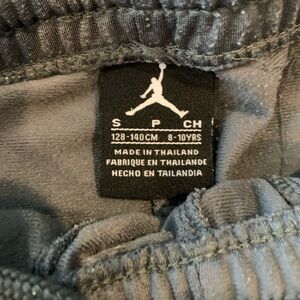 S P CH
128-140CM 8-10YRS
MADE IN THAILAND
FABRIQUE EN THAILANDE
HECHO EN TAILANDIA